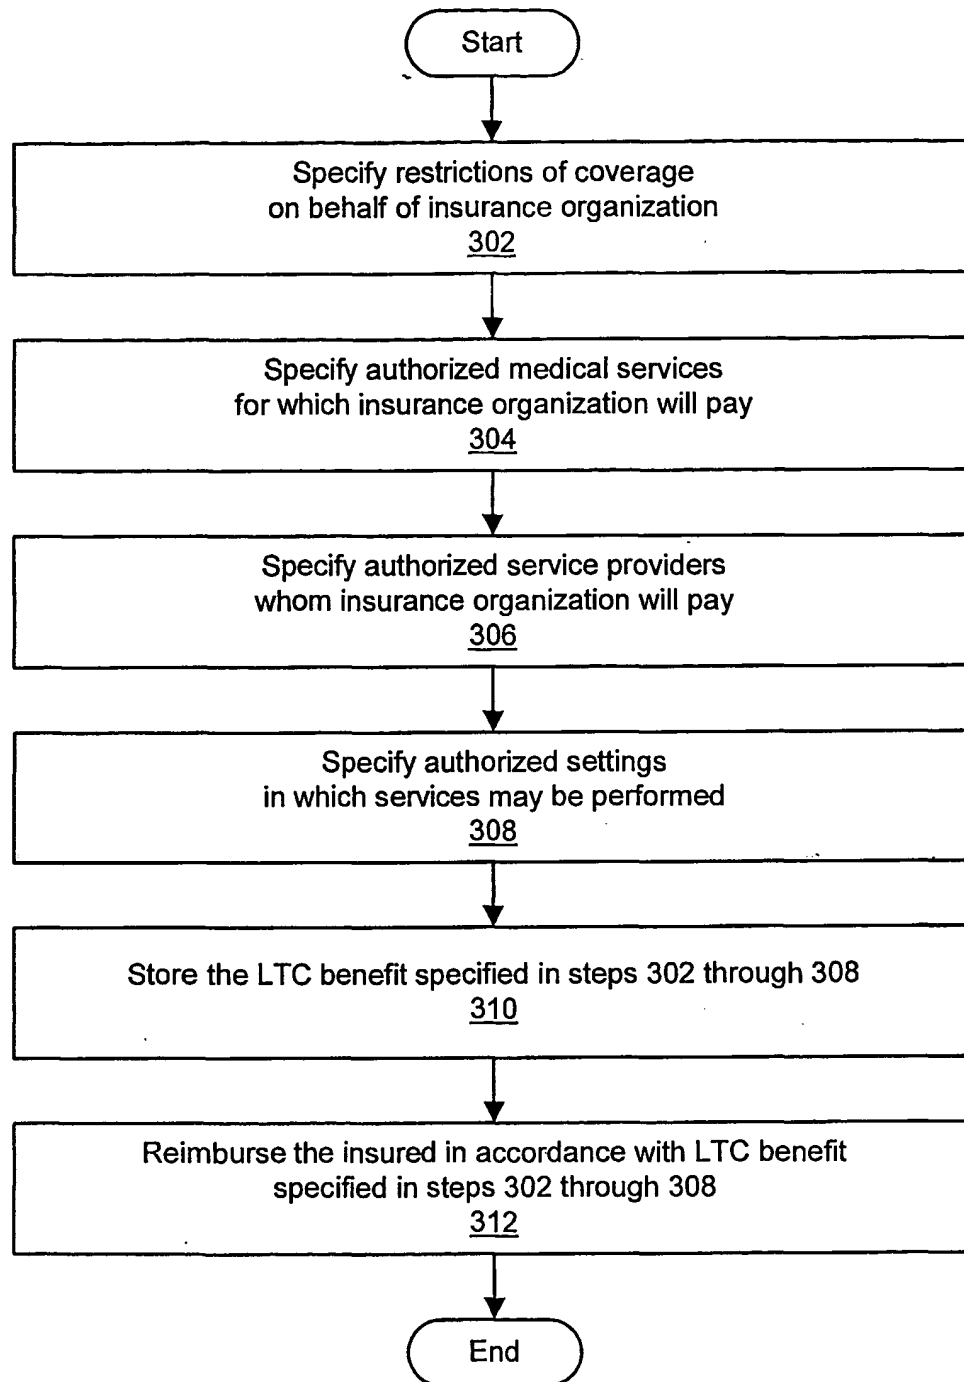 Start
Specify restrictions of coverage
on behalf of insurance organization
302
Specify authorized medical services
for which insurance organization will pay
304
Specify authorized service providers
whom insurance organization will pay
306
Specify authorized settings
in which services may be performed
308
Store the LTC benefit specified in steps 302 through 308
310
Reimburse the insured in accordance with LTC benefit
specified in steps 302 through 308
312
End